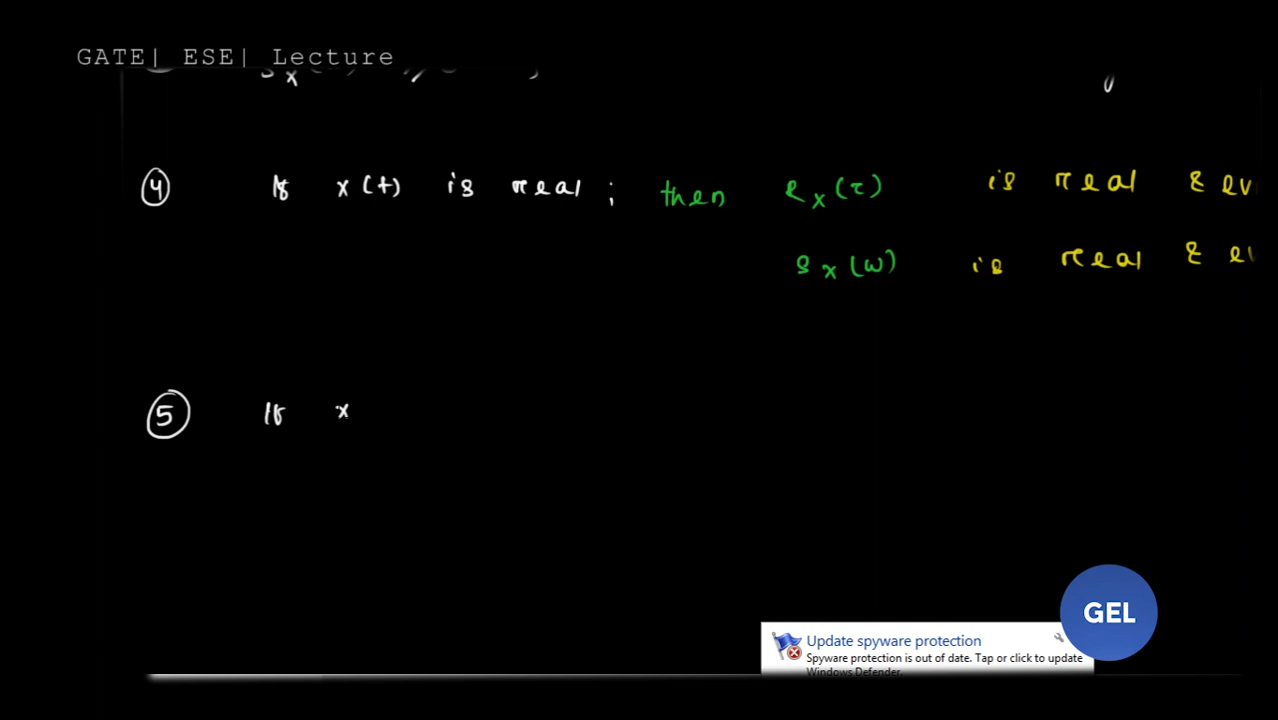 GATE| ESE| Lecture
4 If x(t) is real ; then Rx(τ) is real &
Sx(ω) is real &
5 If x
GEL
Update spyware protection
Spyware protection is out of date. Tap or click to update
Windows Defender.